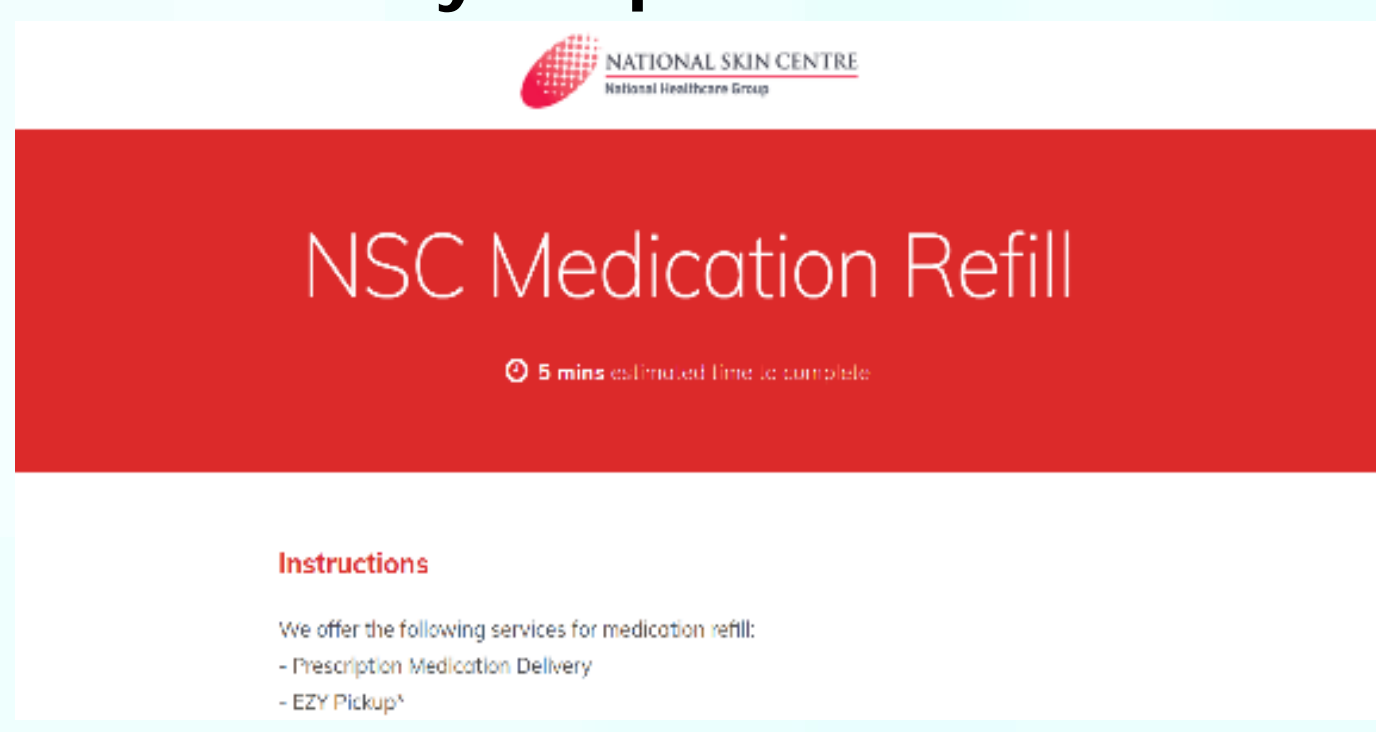 NATIONAL SKIN CENTRE
National Healthcare Group
NSC Medication Refill
5 mins estimated time to complete
Instructions
We offer the following services for medication refill:
- Prescription Medication Delivery
- EZY Pickup*